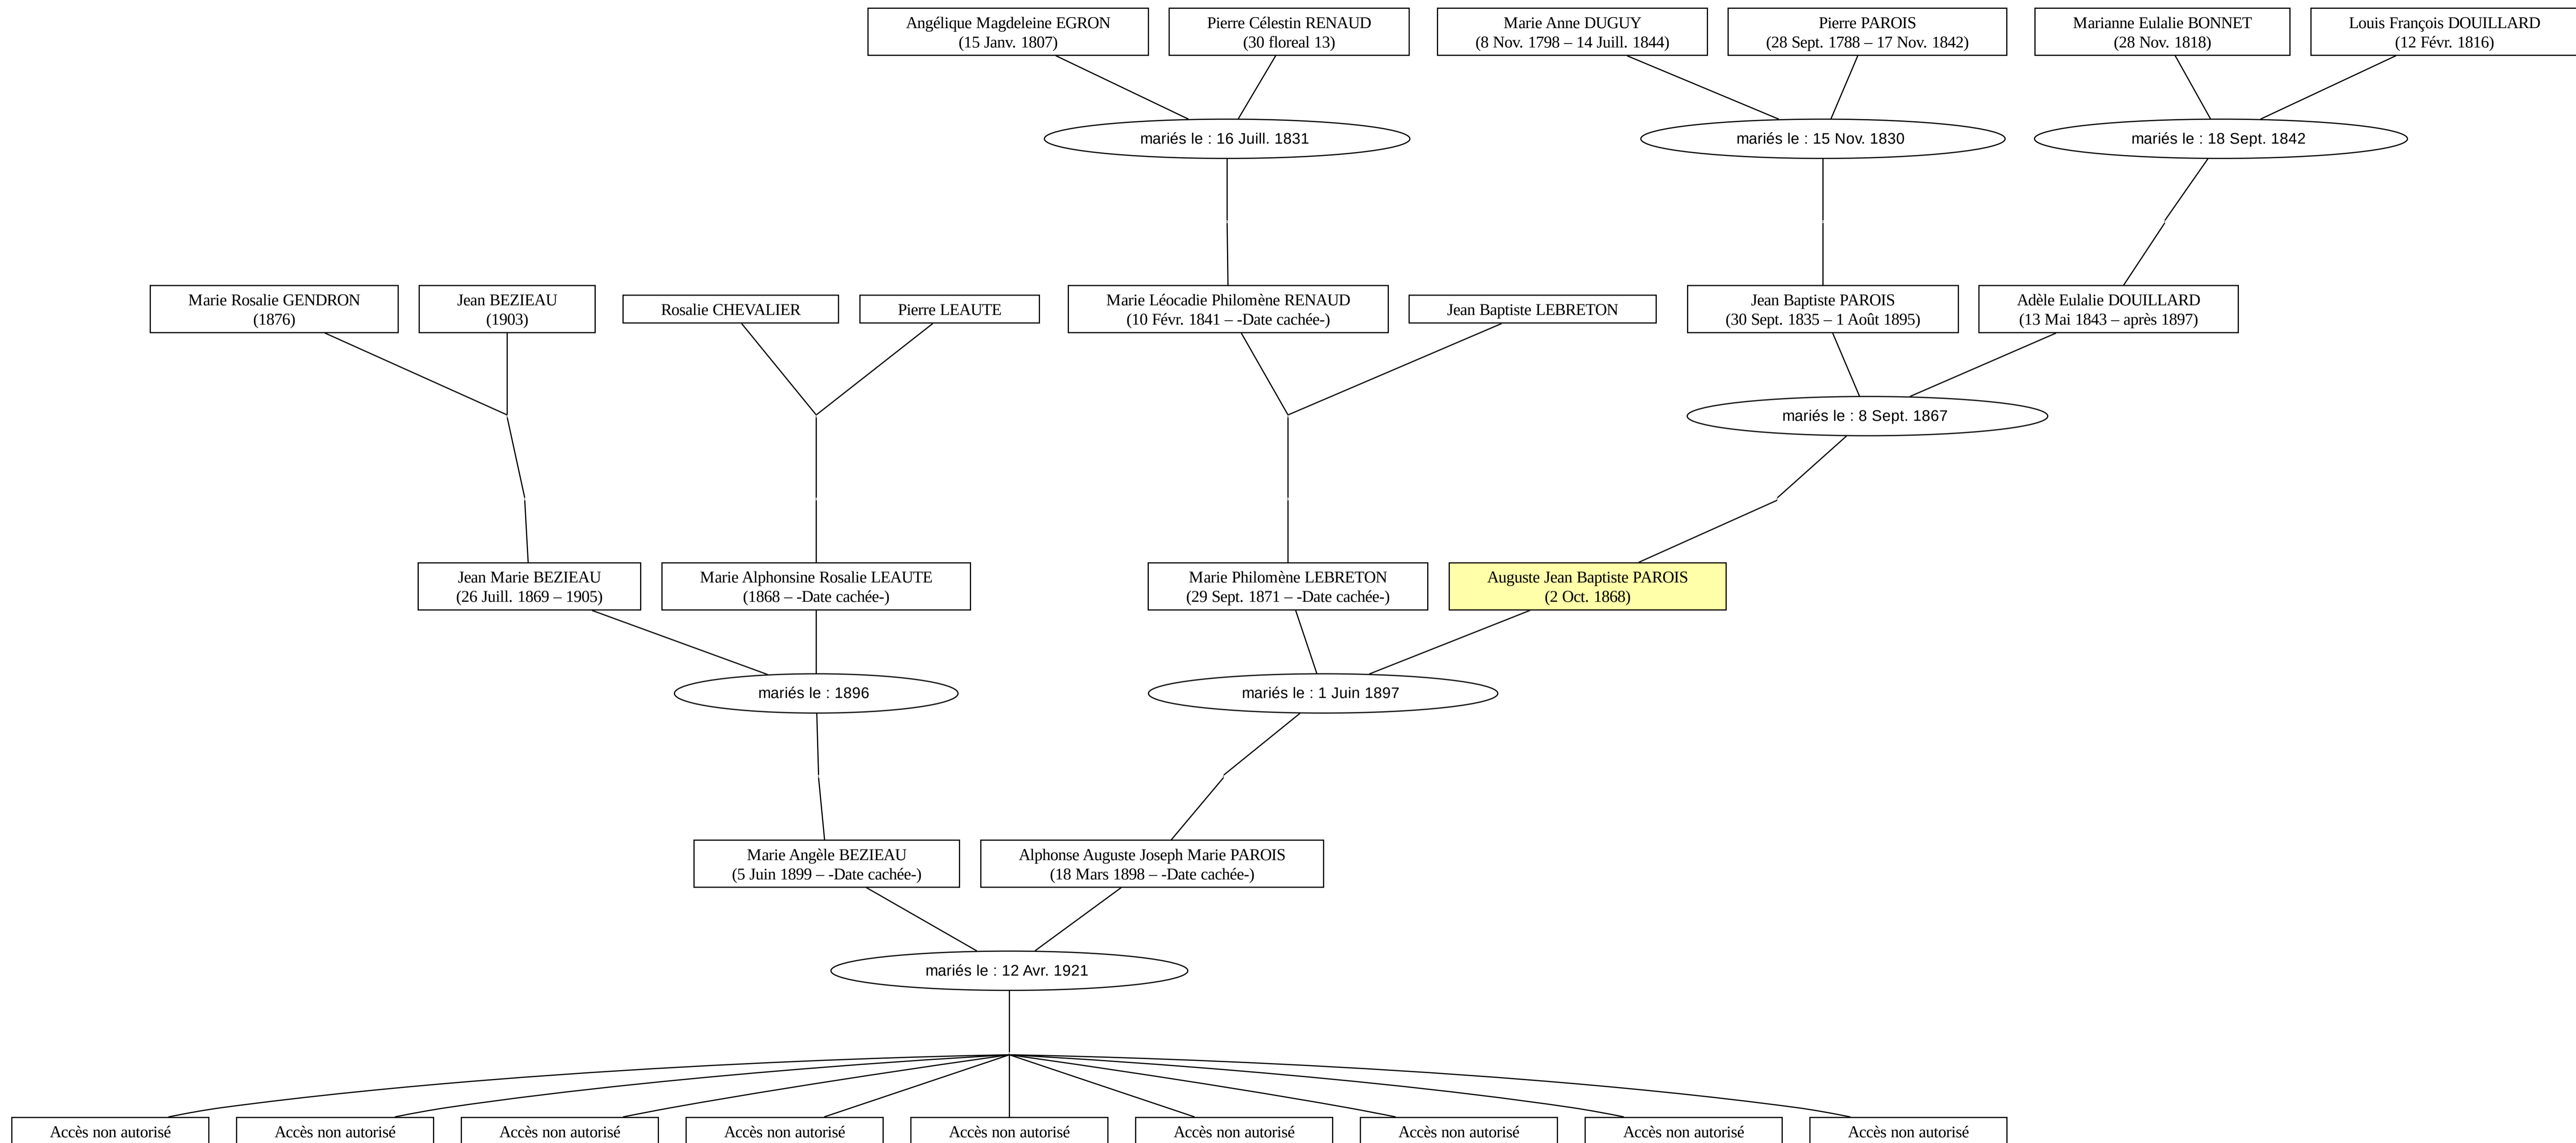 Angélique Magdeleine EGRON
(15 Janv. 1807)
Pierre Célestin RENAUD
(30 floreal 13)
Marie Anne DUGUY
(8 Nov. 1798 – 14 Juill. 1844)
Pierre PAROIS
(28 Sept. 1788 – 17 Nov. 1842)
Marianne Eulalie BONNET
(28 Nov. 1818)
Louis François DOUILLARD
(12 Févr. 1816)
mariés le : 16 Juill. 1831
mariés le : 15 Nov. 1830
mariés le : 18 Sept. 1842
Marie Rosalie GENDRON
(1876)
Jean BEZIEAU
(1903)
Rosalie CHEVALIER
Pierre LEAUTE
Marie Léocadie Philomène RENAUD
(10 Févr. 1841 – -Date cachée-)
Jean Baptiste LEBRETON
Jean Baptiste PAROIS
(30 Sept. 1835 – 1 Août 1895)
Adèle Eulalie DOUILLARD
(13 Mai 1843 – après 1897)
mariés le : 8 Sept. 1867
Jean Marie BEZIEAU
(26 Juill. 1869 – 1905)
Marie Alphonsine Rosalie LEAUTE
(1868 – -Date cachée-)
Marie Philomène LEBRETON
(29 Sept. 1871 – -Date cachée-)
Auguste Jean Baptiste PAROIS
(2 Oct. 1868)
mariés le : 1896
mariés le : 1 Juin 1897
Marie Angèle BEZIEAU
(5 Juin 1899 – -Date cachée-)
Alphonse Auguste Joseph Marie PAROIS
(18 Mars 1898 – -Date cachée-)
mariés le : 12 Avr. 1921
Accès non autorisé
Accès non autorisé
Accès non autorisé
Accès non autorisé
Accès non autorisé
Accès non autorisé
Accès non autorisé
Accès non autorisé
Accès non autorisé